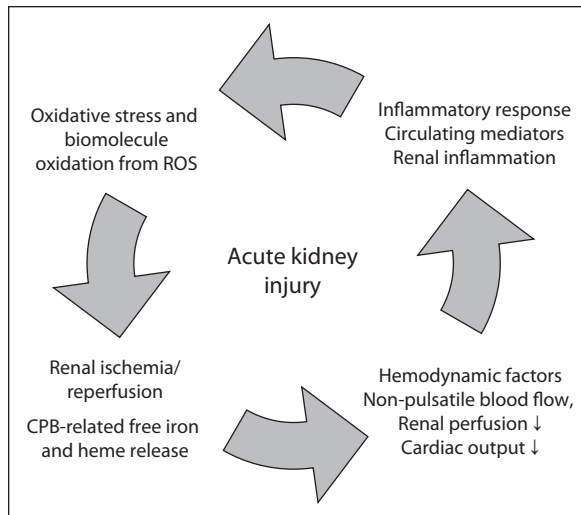 Oxidative stress and
biomolecule
oxidation from ROS
Inflammatory response
Circulating mediators
Renal inflammation
Acute kidney
injury
Renal ischemia/
reperfusion
CPB-related free iron
and heme release
Hemodynamic factors
Non-pulsatile blood flow,
Renal perfusion ↓
Cardiac output ↓